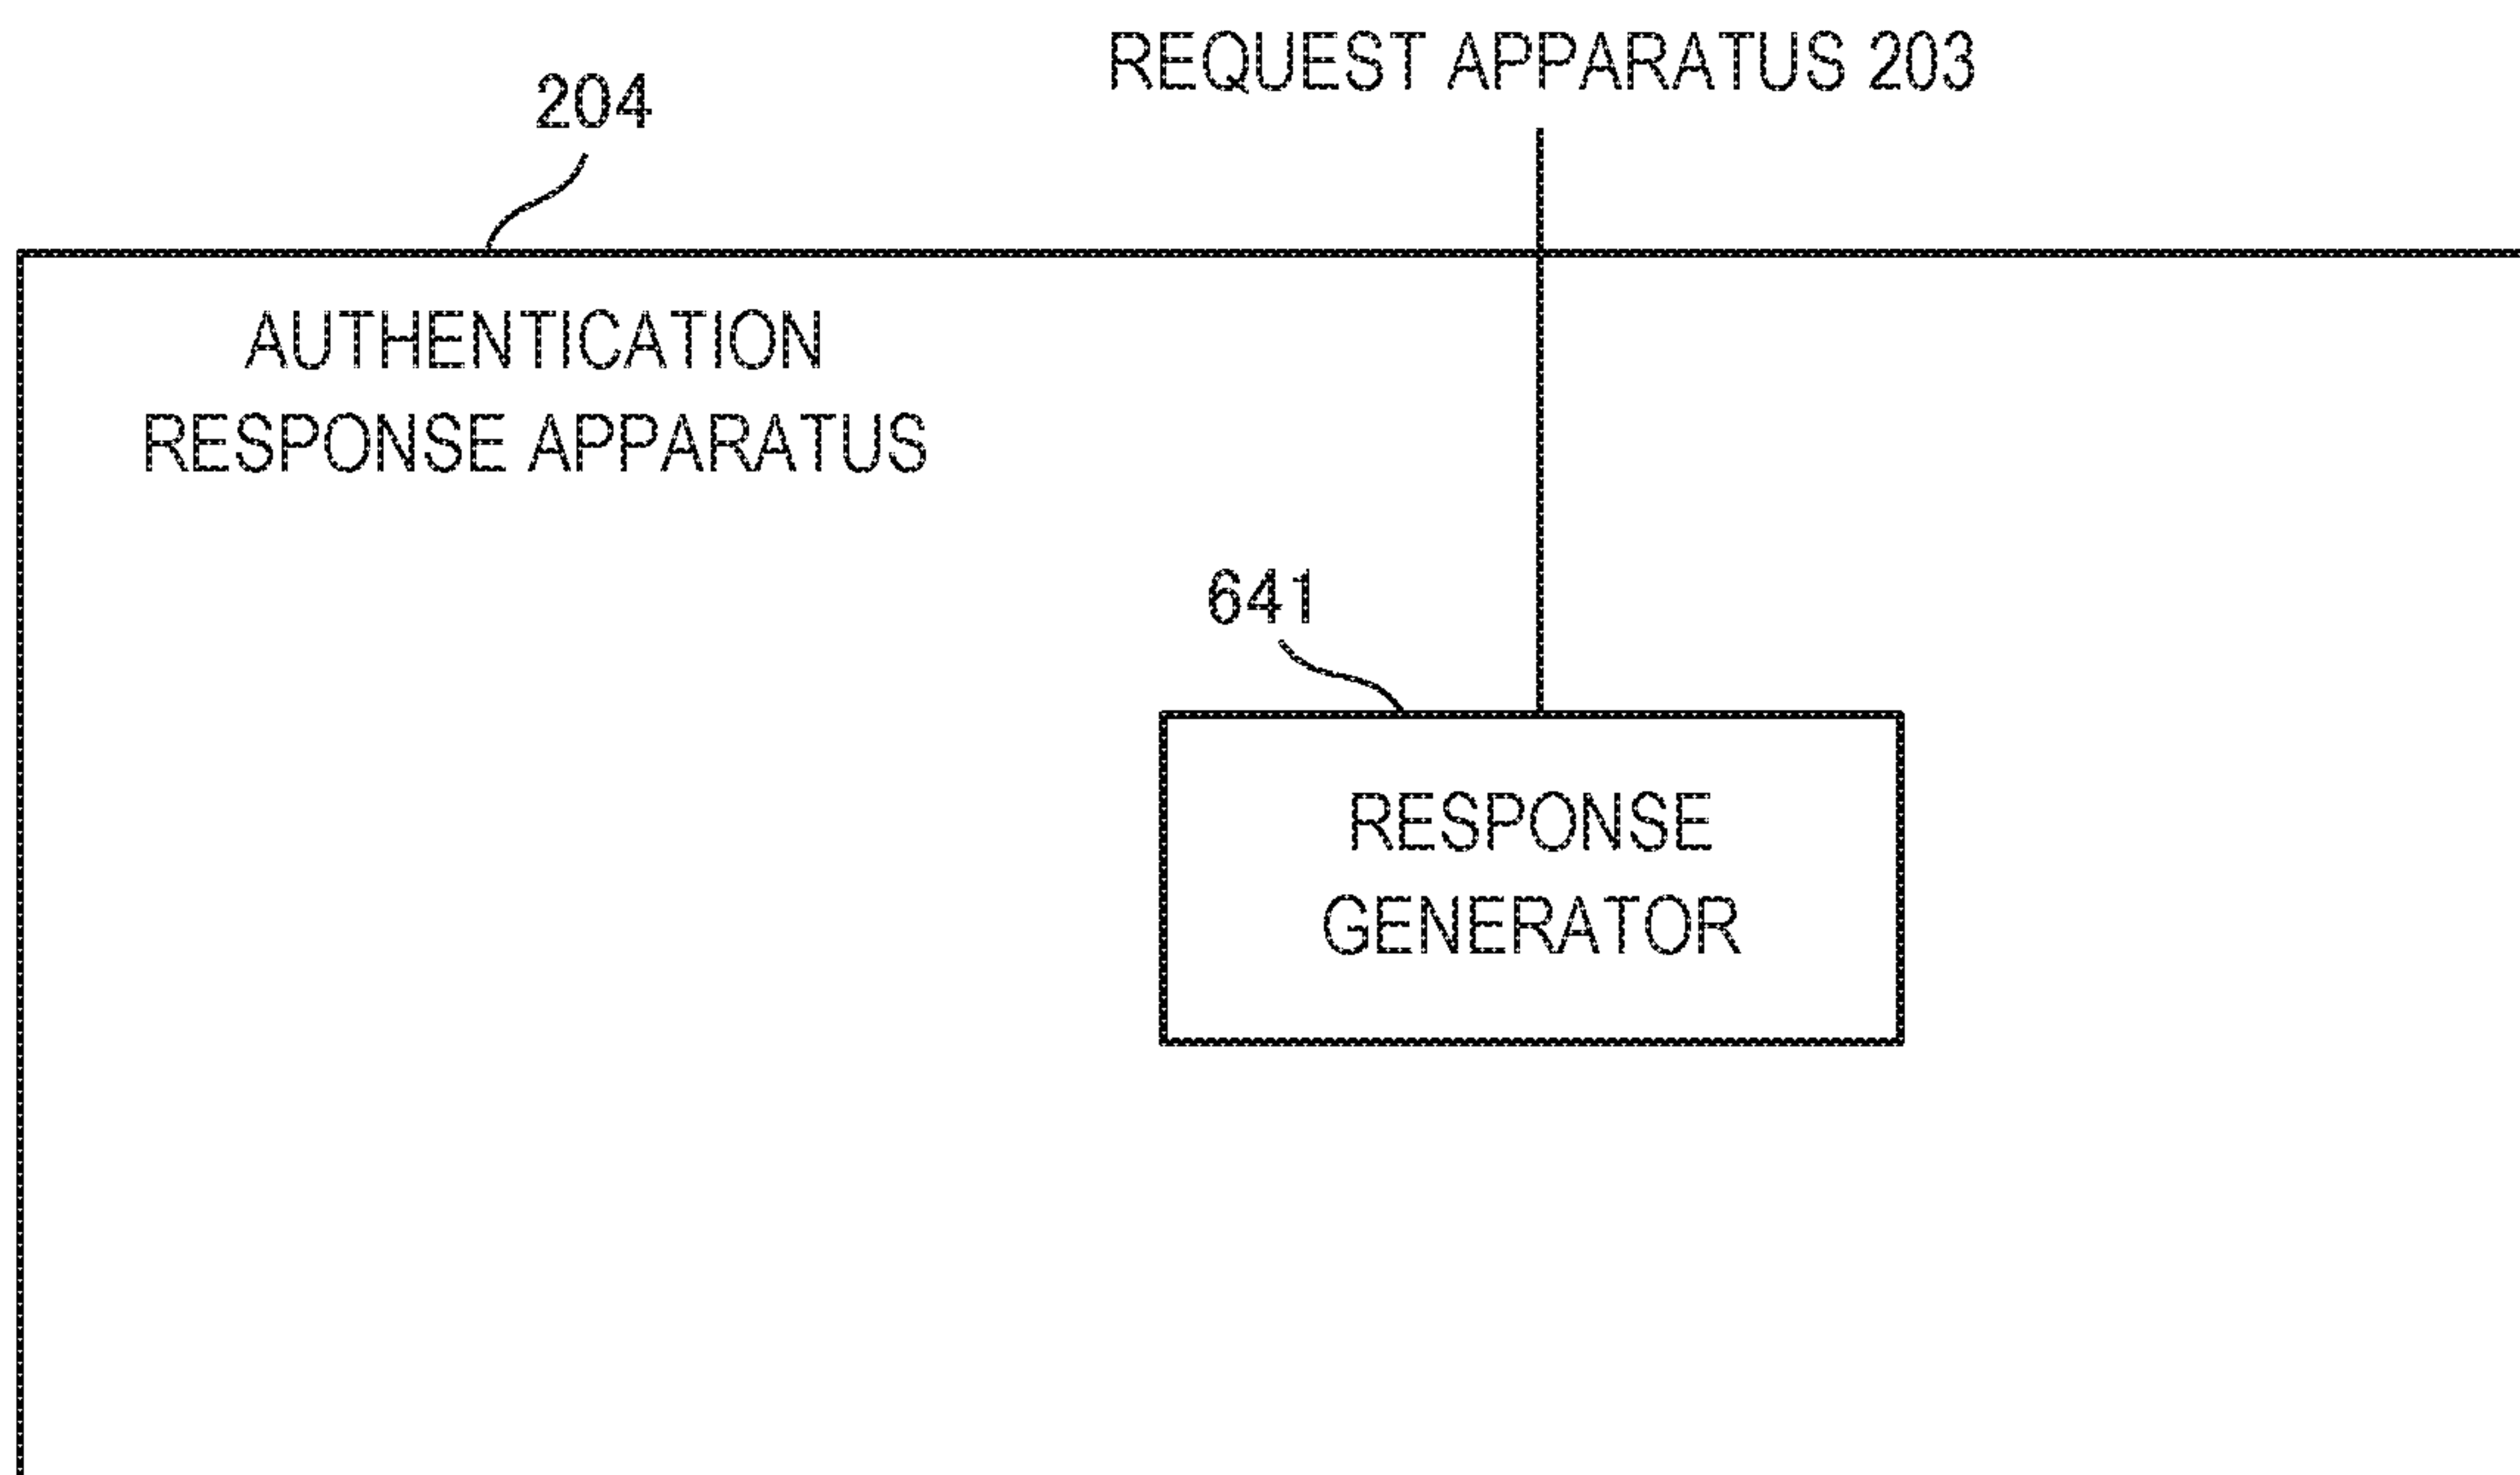 REQUEST APPARATUS 203
204
AUTHENTICATION
RESPONSE APPARATUS
641
RESPONSE
GENERATOR